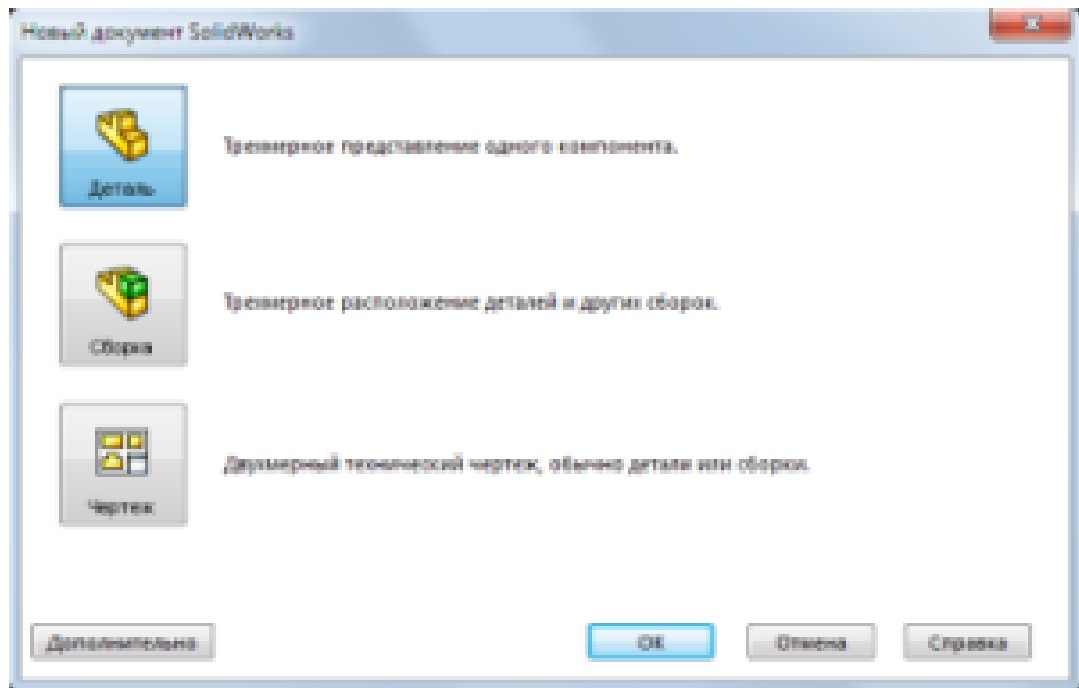 Новый документ SolidWorks
Трехмерное представление одного компонента.
Деталь
Трехмерное расположение деталей и других сборок.
Сборка
Двухмерный технический чертеж, обычно детали или сборки.
Чертеж
Дополнительно
OK
Отмена
Справка